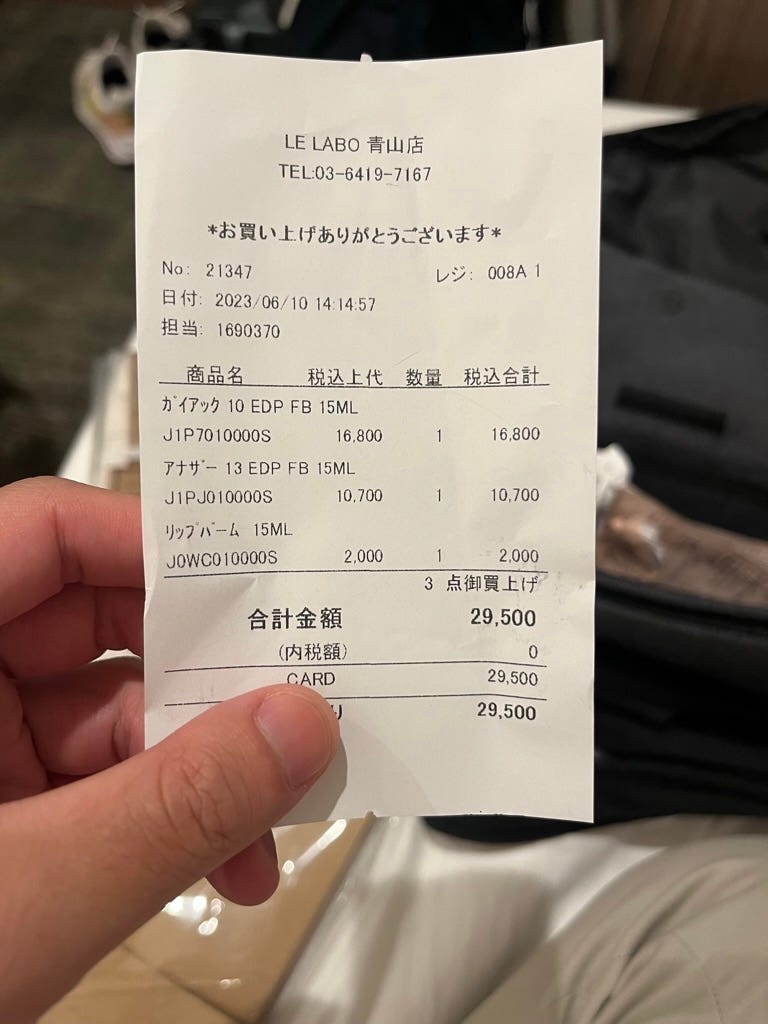 LE LABO 青山店
TEL:03-6419-7167
*お買い上げありがとうございます*
No: 21347 レジ: 008A 1
日付: 2023/06/10 14:14:57
担当: 1690370
商品名 税込上代 数量 税込合計
ｶﾞｲｱｯｸ 10 EDP FB 15ML
J1P7010000S 16,800 1 16,800
ｱﾅｻﾞｰ 13 EDP FB 15ML
J1PJ010000S 10,700 1 10,700
ﾘｯﾌﾟﾊﾞｰﾑ 15ML
J0WC010000S 2,000 1 2,000
3 点御買上げ
合計金額 29,500
(内税額) 0
CARD 29,500
り 29,500